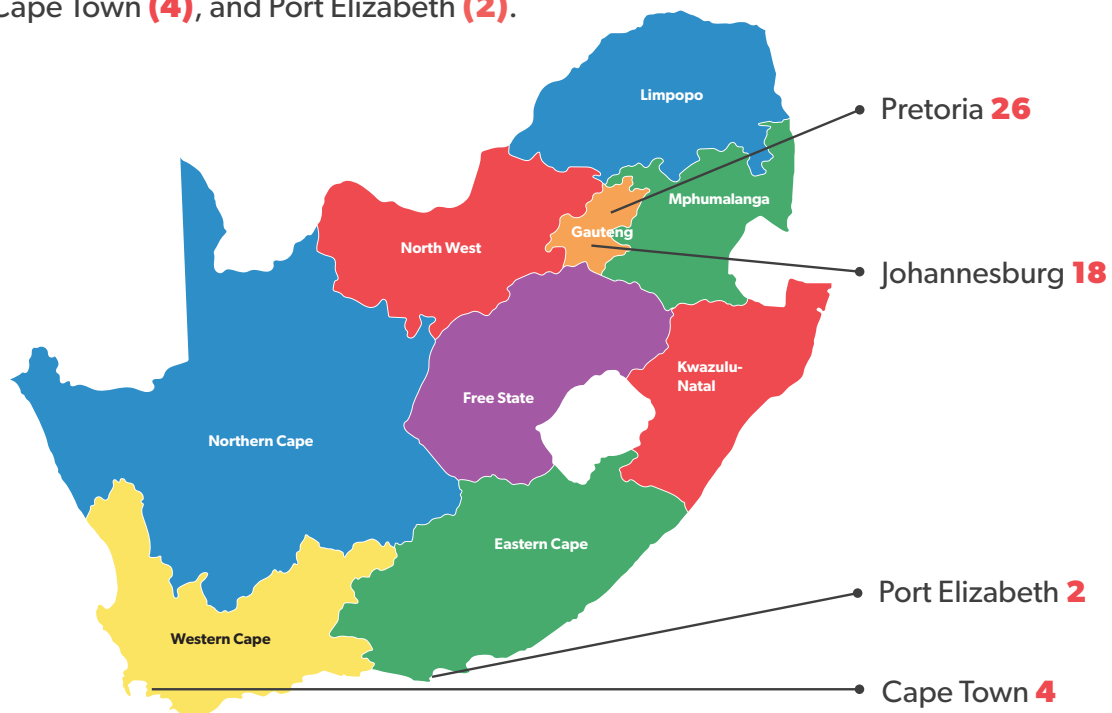 Cape Town (4), and Port Elizabeth (2).
Limpopo
Pretoria 26
Mphumalanga
Gauteng
North West
Johannesburg 18
Kwazulu-
Natal
Free State
Northern Cape
Eastern Cape
Port Elizabeth 2
Western Cape
Cape Town 4